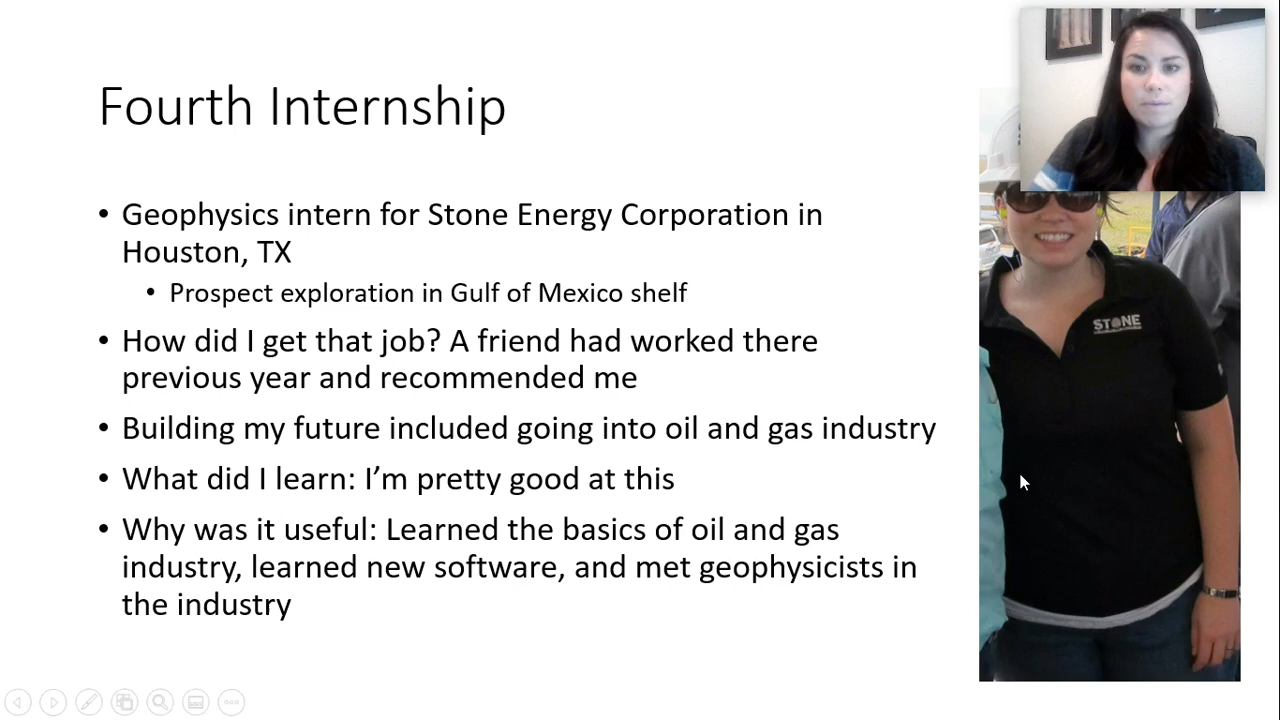 Fourth Internship
• Geophysics intern for Stone Energy Corporation in
Houston, TX
• Prospect exploration in Gulf of Mexico shelf
• How did I get that job? A friend had worked there
previous year and recommended me
• Building my future included going into oil and gas industry
• What did I learn: I’m pretty good at this
• Why was it useful: Learned the basics of oil and gas
industry, learned new software, and met geophysicists in
the industry
STONE